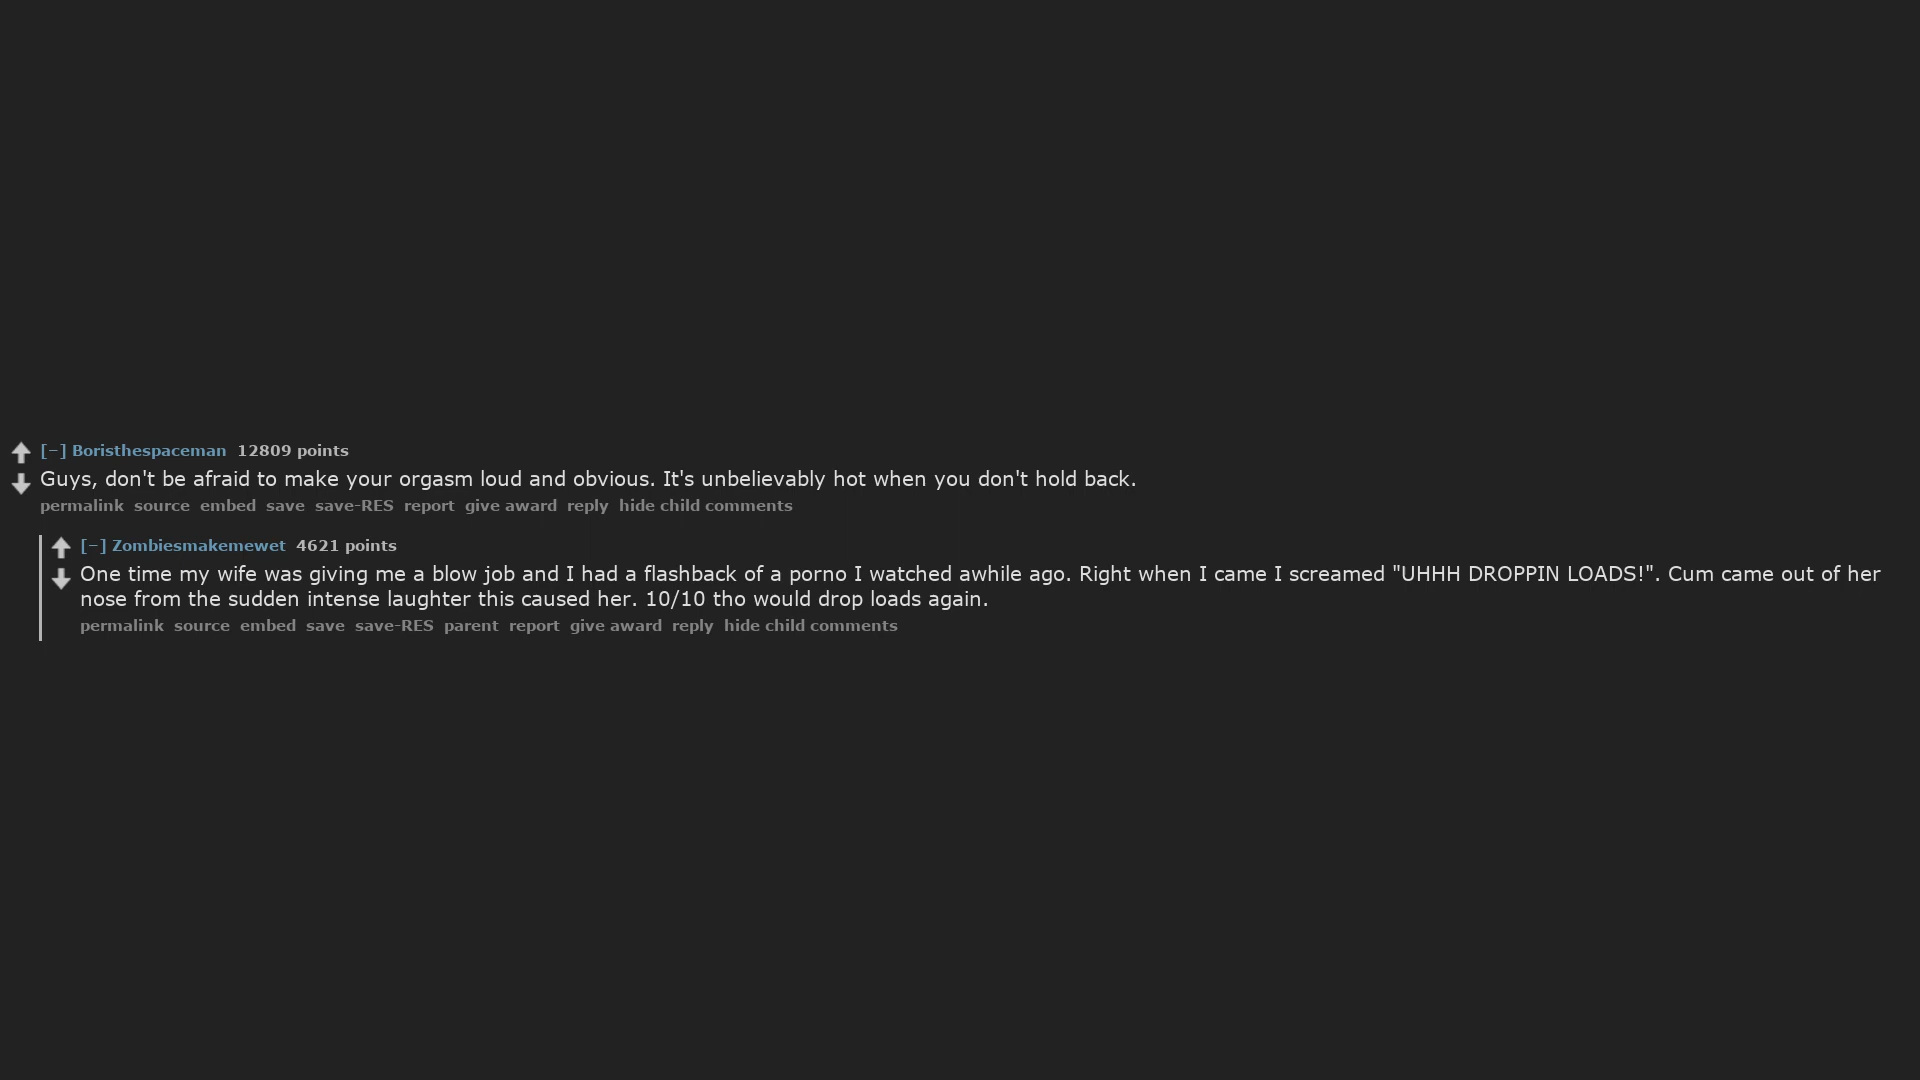 [−] Boristhespaceman 12809 points
Guys, don't be afraid to make your orgasm loud and obvious. It's unbelievably hot when you don't hold back.
permalink source embed save save-RES report give award reply hide child comments
[−] Zombiesmakemewet 4621 points
One time my wife was giving me a blow job and I had a flashback of a porno I watched awhile ago. Right when I came I screamed "UHHH DROPPIN LOADS!". Cum came out of her
nose from the sudden intense laughter this caused her. 10/10 tho would drop loads again.
permalink source embed save save-RES parent report give award reply hide child comments